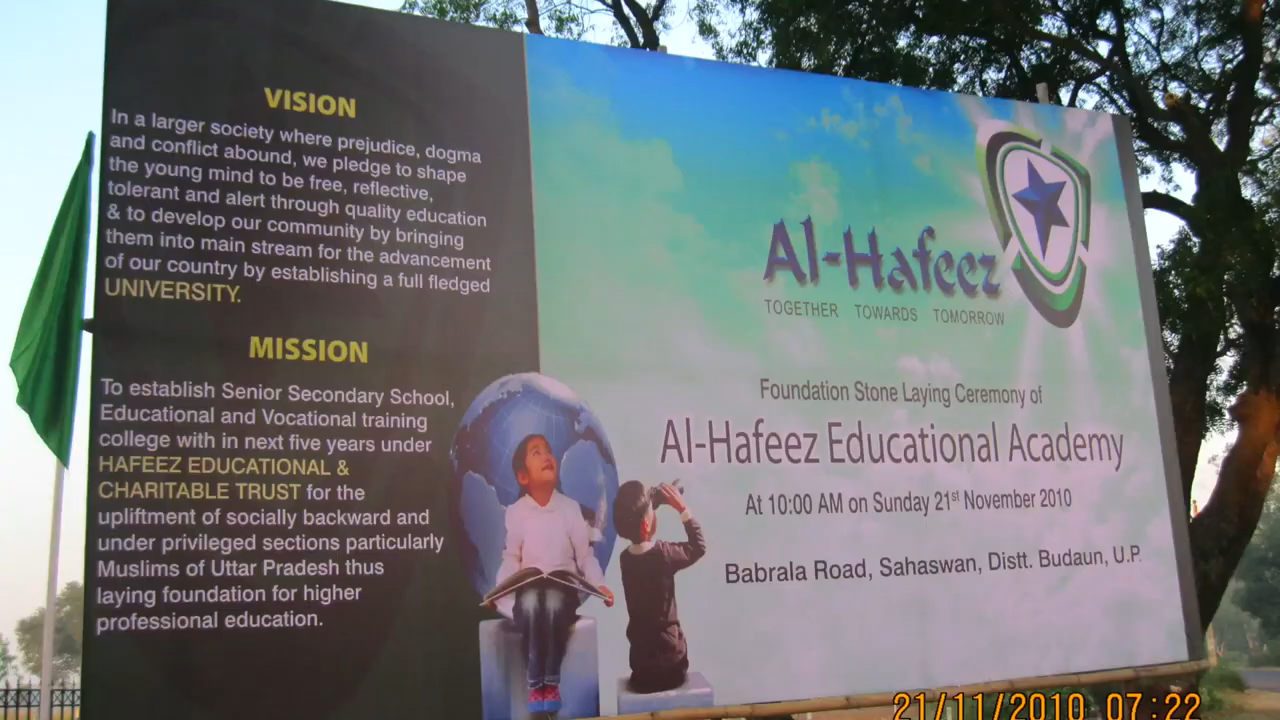 VISION
In a larger society where prejudice, dogma
and conflict abound, we pledge to shape
the young mind to be free, reflective,
tolerant and alert through quality education
& to develop our community by bringing
them into main stream for the advancement
of our country by establishing a full fledged
UNIVERSITY.
MISSION
To establish Senior Secondary School,
Educational and Vocational training
college with in next five years under
HAFEEZ EDUCATIONAL &
CHARITABLE TRUST for the
upliftment of socially backward and
under privileged sections particularly
Muslims of Uttar Pradesh thus
laying foundation for higher
professional education.
Al-Hafeez
TOGETHER TOWARDS TOMORROW
Foundation Stone Laying Ceremony of
Al-Hafeez Educational Academy
At 10:00 AM on Sunday 21st November 2010
Babrala Road, Sahaswan, Distt. Budaun, U.P.
21/11/2010 07:22